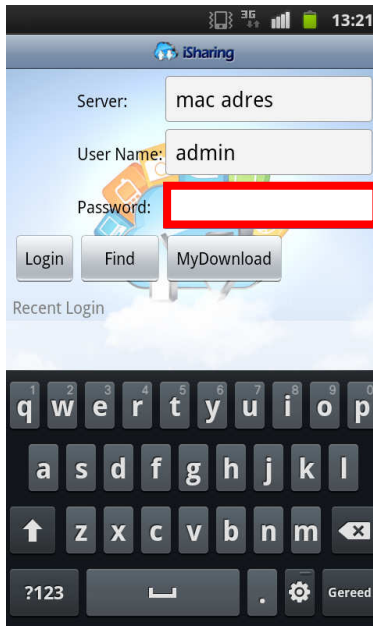 3G 13:21
iSharing
Server: mac adres
User Name: admin
Password:
Login Find MyDownload
Recent Login
1 2 3 4 5 6 7 8 9 0
q w e r t y u i o p
a s d f g h j k l
z x c v b n m
?123 . Gereed